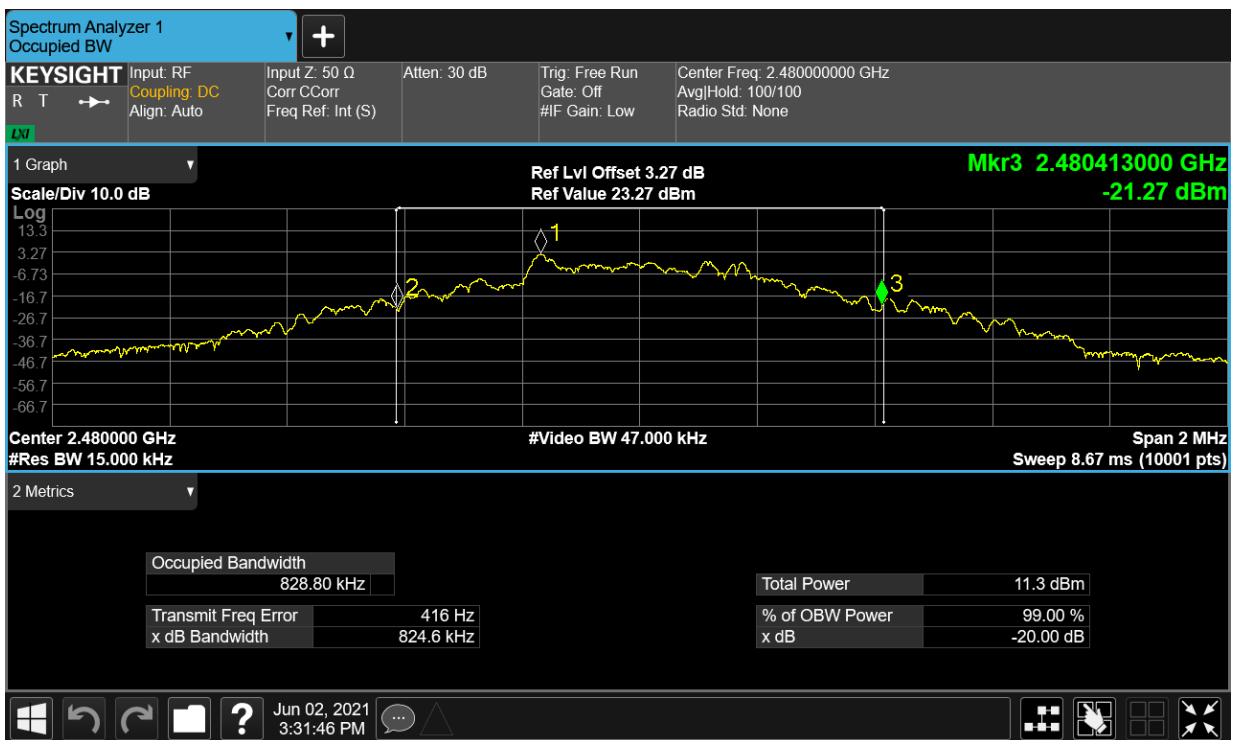 Spectrum Analyzer 1
Occupied BW
KEYSIGHT
R T
LXI
Input: RF
Coupling: DC
Align: Auto
Input Z: 50 Ω
Corr CCorr
Freq Ref: Int (S)
Atten: 30 dB
Trig: Free Run
Gate: Off
#IF Gain: Low
Center Freq: 2.480000000 GHz
Avg|Hold: 100/100
Radio Std: None
1 Graph
Scale/Div 10.0 dB
Ref Lvl Offset 3.27 dB
Ref Value 23.27 dBm
Mkr3 2.480413000 GHz
-21.27 dBm
Log
13.3
3.27
-6.73
-16.7
-26.7
-36.7
-46.7
-56.7
-66.7
1
2
3
Center 2.480000 GHz
#Res BW 15.000 kHz
#Video BW 47.000 kHz
Span 2 MHz
Sweep 8.67 ms (10001 pts)
2 Metrics
Occupied Bandwidth
828.80 kHz
Transmit Freq Error 416 Hz
x dB Bandwidth 824.6 kHz
Total Power 11.3 dBm
% of OBW Power 99.00 %
x dB -20.00 dB
?
Jun 02, 2021
3:31:46 PM